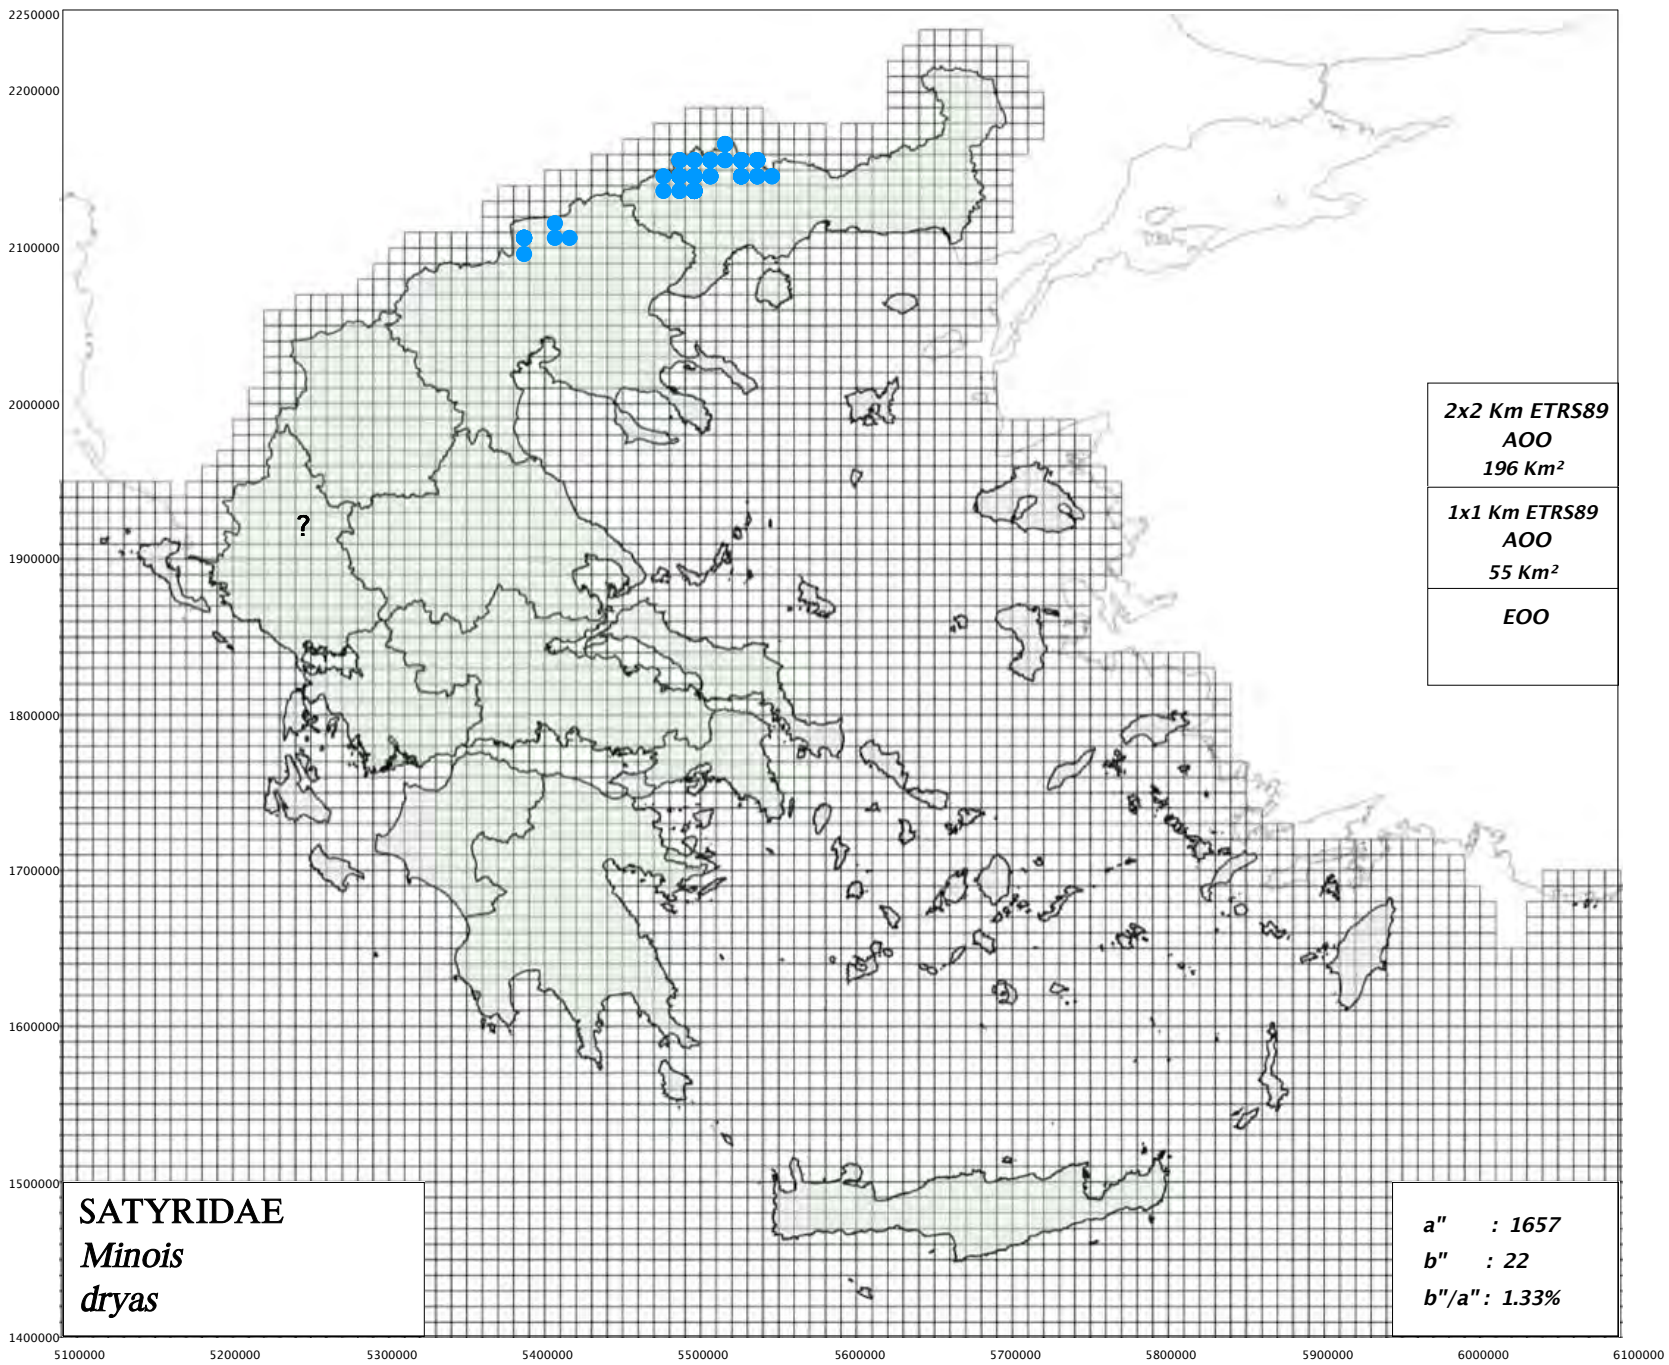 2250000
2200000
2100000
2000000
1900000
1800000
1700000
1600000
1500000
1400000
?
2x2 Km ETRS89
AOO
196 Km²
1x1 Km ETRS89
AOO
55 Km²
EOO
SATYRIDAE
Minois
dryas
a" : 1657
b" : 22
b"/a" : 1.33%
5100000 5200000 5300000 5400000 5500000 5600000 5700000 5800000 5900000 6000000 6100000